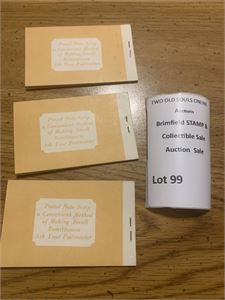 Postal Note Scrip
a Convenient Method
of Making Small
Remittances
Ask Your Postmaster
Postal Note Scrip
a Convenient Method
of Making Small
Remittances
Ask Your Postmaster
Postal Note Scrip
a Convenient Method
of Making Small
Remittances
Ask Your Postmaster
TWO OLD SOULS ONLINE
Auctions
Brimfield STAMP &
Collectible Sale
Auction Sale
Lot 99